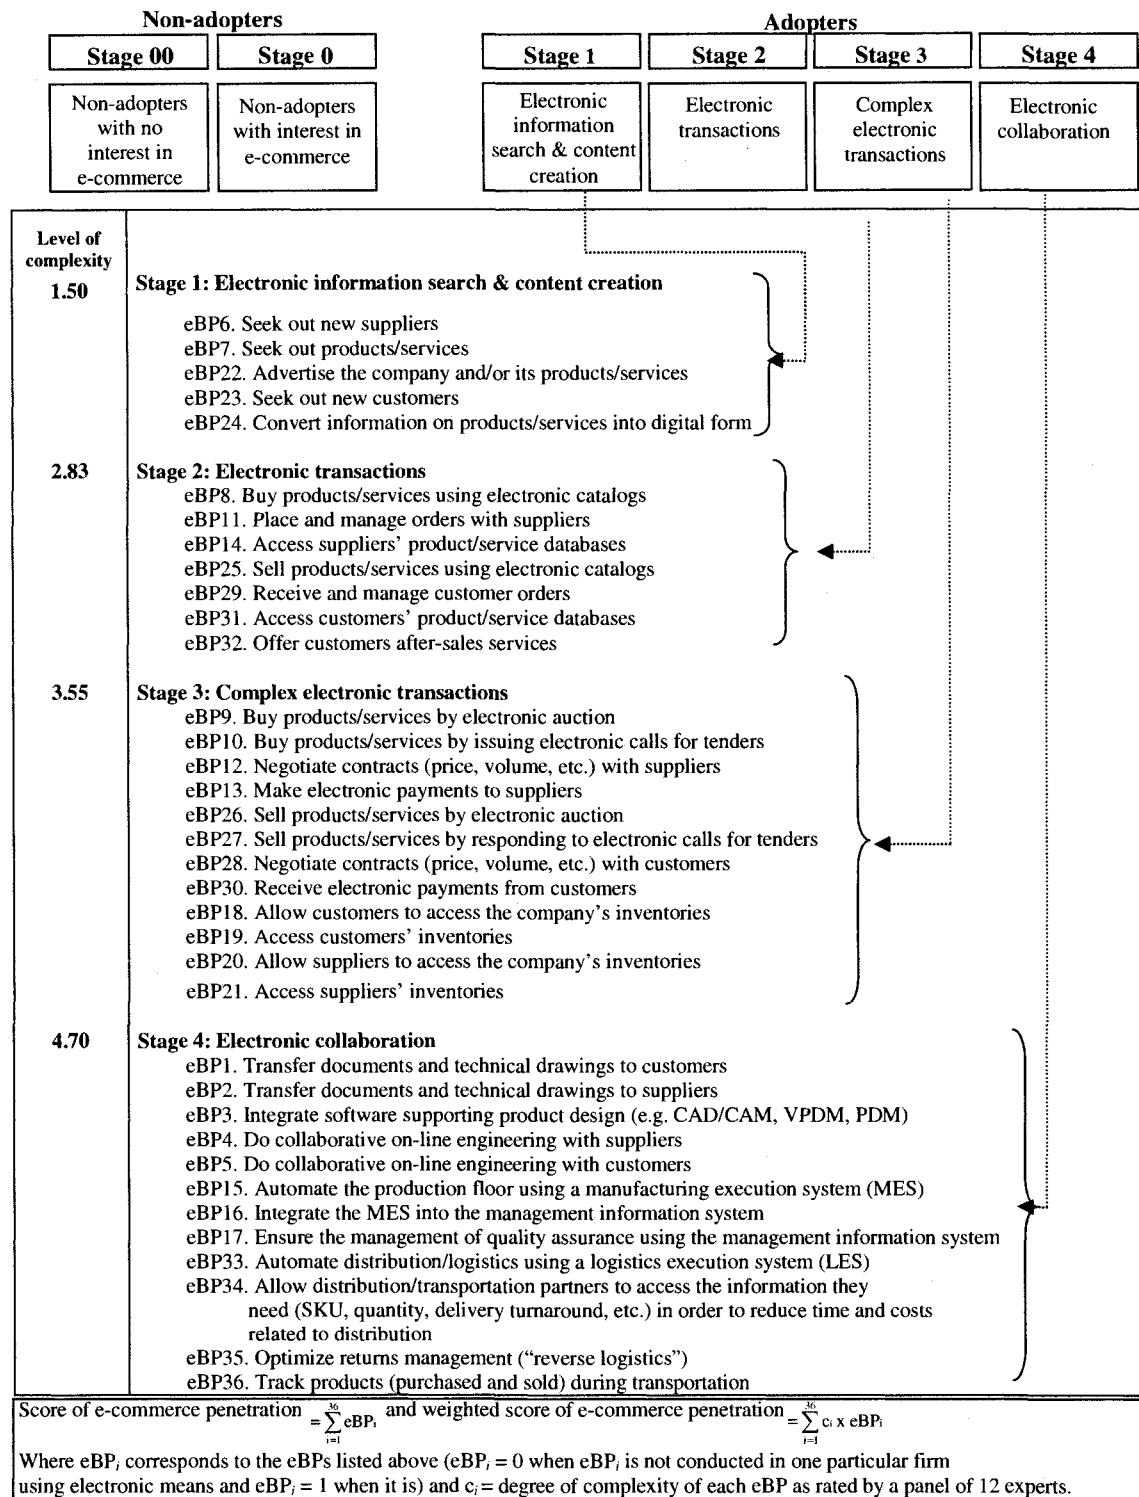 Non-adopters
Adopters
Stage 00
Stage 0
Stage 1
Stage 2
Stage 3
Stage 4
Non-adopters
with no
interest in
e-commerce
Non-adopters
with interest in
e-commerce
Electronic
information
search & content
creation
Electronic
transactions
Complex
electronic
transactions
Electronic
collaboration
Level of
complexity
1.50
Stage 1: Electronic information search & content creation
eBP6. Seek out new suppliers
eBP7. Seek out products/services
eBP22. Advertise the company and/or its products/services
eBP23. Seek out new customers
eBP24. Convert information on products/services into digital form
2.83
Stage 2: Electronic transactions
eBP8. Buy products/services using electronic catalogs
eBP11. Place and manage orders with suppliers
eBP14. Access suppliers' product/service databases
eBP25. Sell products/services using electronic catalogs
eBP29. Receive and manage customer orders
eBP31. Access customers' product/service databases
eBP32. Offer customers after-sales services
3.55
Stage 3: Complex electronic transactions
eBP9. Buy products/services by electronic auction
eBP10. Buy products/services by issuing electronic calls for tenders
eBP12. Negotiate contracts (price, volume, etc.) with suppliers
eBP13. Make electronic payments to suppliers
eBP26. Sell products/services by electronic auction
eBP27. Sell products/services by responding to electronic calls for tenders
eBP28. Negotiate contracts (price, volume, etc.) with customers
eBP30. Receive electronic payments from customers
eBP18. Allow customers to access the company's inventories
eBP19. Access customers' inventories
eBP20. Allow suppliers to access the company's inventories
eBP21. Access suppliers' inventories
4.70
Stage 4: Electronic collaboration
eBP1. Transfer documents and technical drawings to customers
eBP2. Transfer documents and technical drawings to suppliers
eBP3. Integrate software supporting product design (e.g. CAD/CAM, VPDM, PDM)
eBP4. Do collaborative on-line engineering with suppliers
eBP5. Do collaborative on-line engineering with customers
eBP15. Automate the production floor using a manufacturing execution system (MES)
eBP16. Integrate the MES into the management information system
eBP17. Ensure the management of quality assurance using the management information system
eBP33. Automate distribution/logistics using a logistics execution system (LES)
eBP34. Allow distribution/transportation partners to access the information they
need (SKU, quantity, delivery turnaround, etc.) in order to reduce time and costs
related to distribution
eBP35. Optimize returns management ("reverse logistics")
eBP36. Track products (purchased and sold) during transportation
Score of e-commerce penetration = ∑_{i=1}^{36} eBP_i and weighted score of e-commerce penetration = ∑_{i=1}^{36} c_i x eBP_i
Where eBP_i corresponds to the eBPs listed above (eBP_i = 0 when eBP_i is not conducted in one particular firm
using electronic means and eBP_i = 1 when it is) and c_i = degree of complexity of each eBP as rated by a panel of 12 experts.